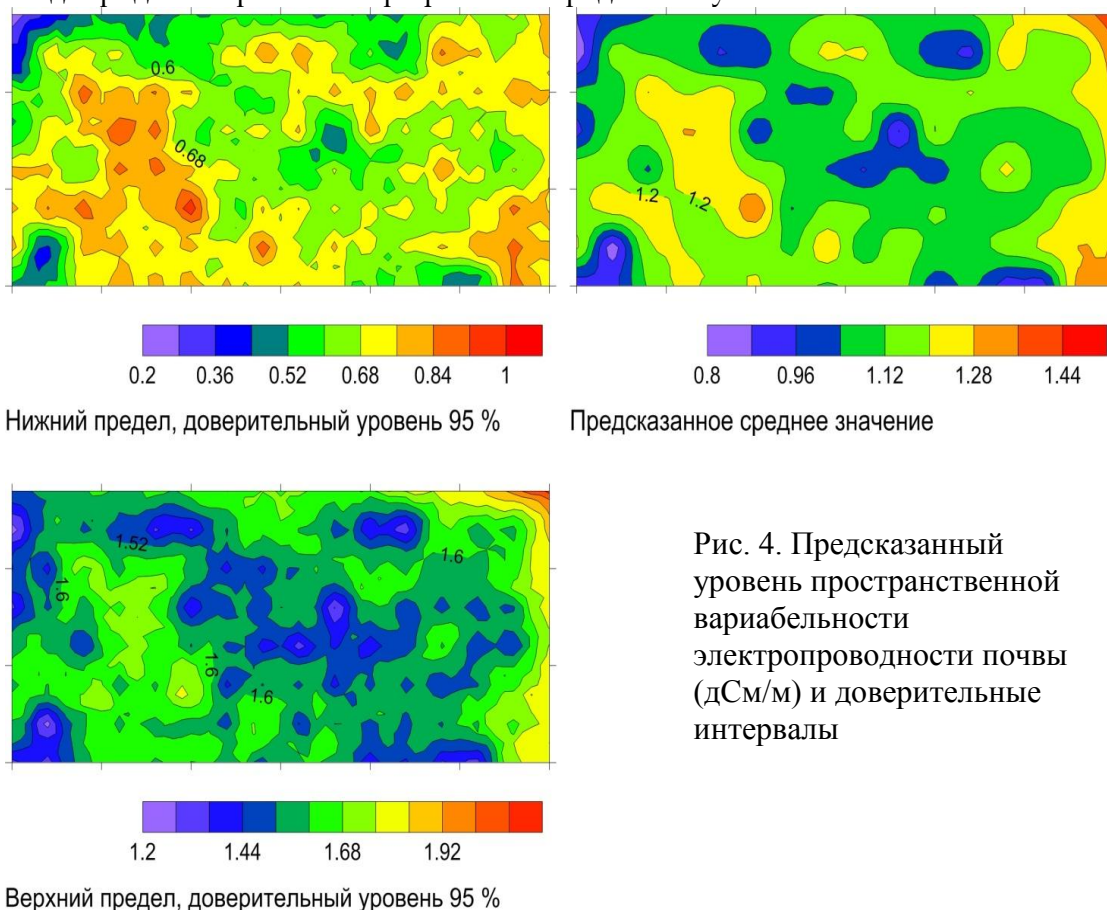 0.6
0.68
1.2
1.2
0.2 0.36 0.52 0.68 0.84 1
0.8 0.96 1.12 1.28 1.44
Нижний предел, доверительный уровень 95 %
Предсказанное среднее значение
1.52
1.6
1.6
1.6
1.6
Рис. 4. Предсказанный
уровень пространственной
вариабельности
электропроводности почвы
(дСм/м) и доверительные
интервалы
1.2 1.44 1.68 1.92
Верхний предел, доверительный уровень 95 %